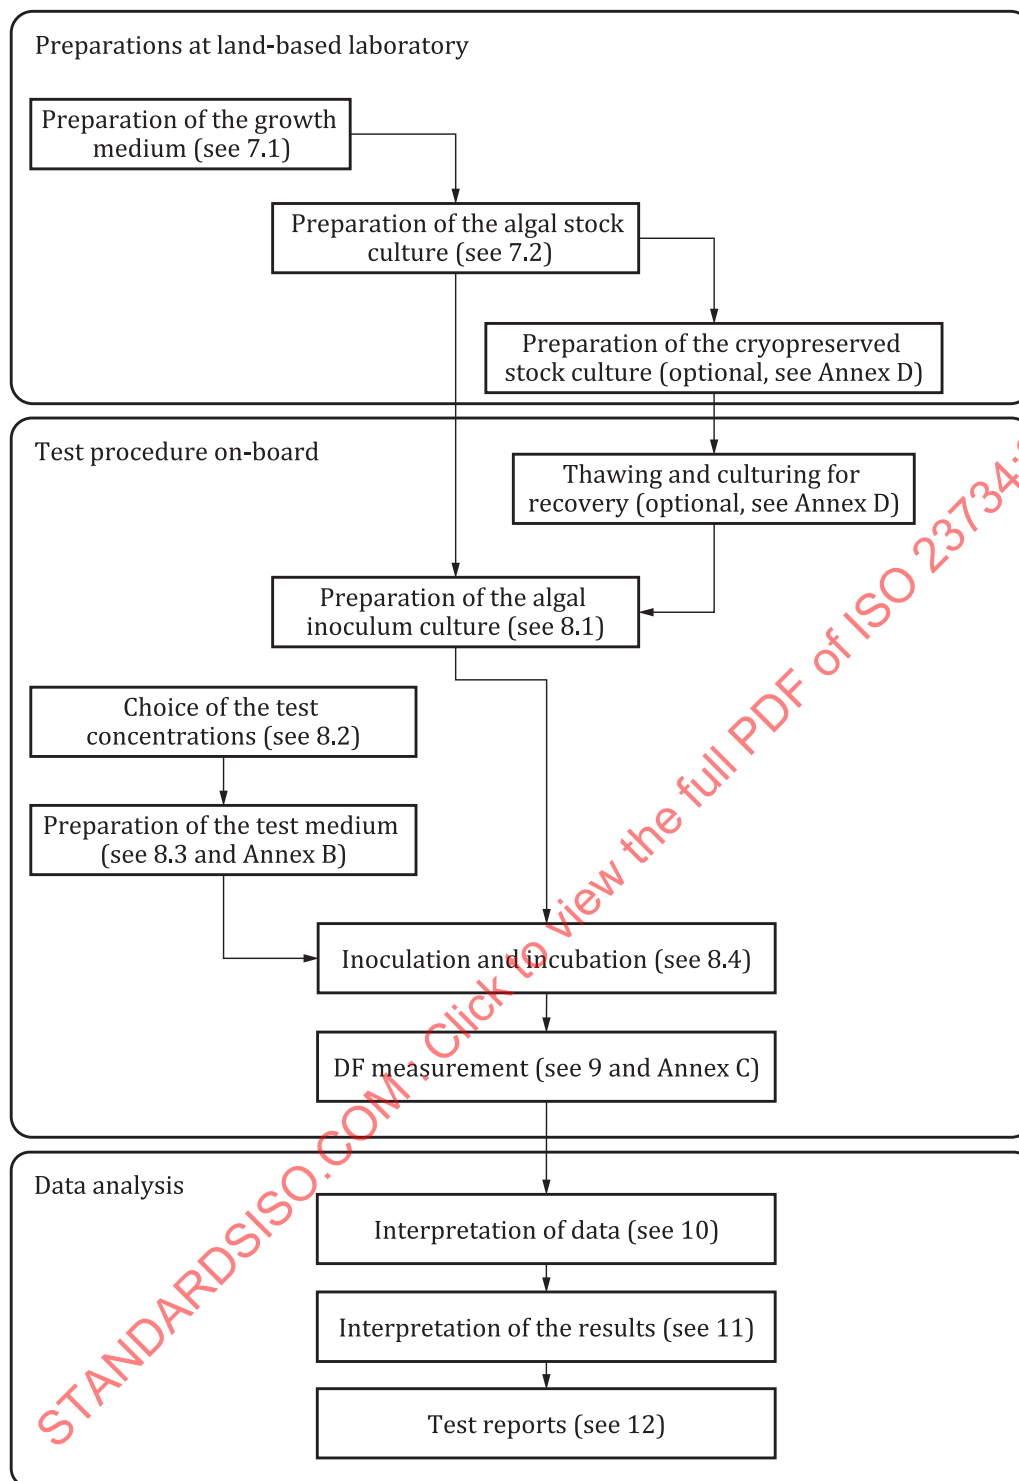 Preparations at land-based laboratory
Preparation of the growth
medium (see 7.1)
Preparation of the algal stock
culture (see 7.2)
Preparation of the cryopreserved
stock culture (optional, see Annex D)
Test procedure on-board
Thawing and culturing for
recovery (optional, see Annex D)
Preparation of the algal
inoculum culture (see 8.1)
Choice of the test
concentrations (see 8.2)
Preparation of the test medium
(see 8.3 and Annex B)
Inoculation and incubation (see 8.4)
DF measurement (see 9 and Annex C)
Data analysis
Interpretation of data (see 10)
Interpretation of the results (see 11)
Test reports (see 12)
STANDARDSISO.COM : Click to view the full PDF of ISO 23734: